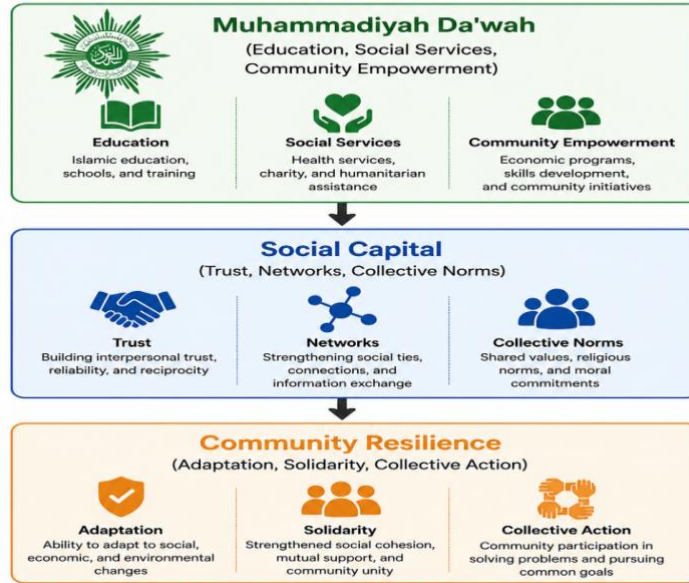 Muhammadiyah Da'wah
(Education, Social Services,
Community Empowerment)
Education
Islamic education,
schools, and training
Social Services
Health services,
charity, and humanitarian
assistance
Community Empowerment
Economic programs,
skills development,
and community initiatives
Social Capital
(Trust, Networks, Collective Norms)
Trust
Building interpersonal trust,
reliability, and reciprocity
Networks
Strengthening social ties,
connections, and
information exchange
Collective Norms
Shared values, religious
norms, and moral
commitments
Community Resilience
(Adaptation, Solidarity, Collective Action)
Adaptation
Ability to adapt to social,
economic, and environmental
changes
Solidarity
Strengthened social cohesion,
mutual support, and
community unity
Collective Action
Community participation in
solving problems and pursuing
common goals